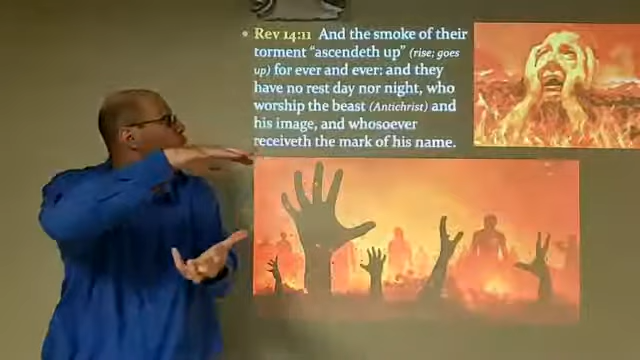 • Rev 14:11 And the smoke of their
torment “ascendeth up” (rise; goes
up) for ever and ever: and they
have no rest day nor night, who
worship the beast (Antichrist) and
his image, and whosoever
receiveth the mark of his name.